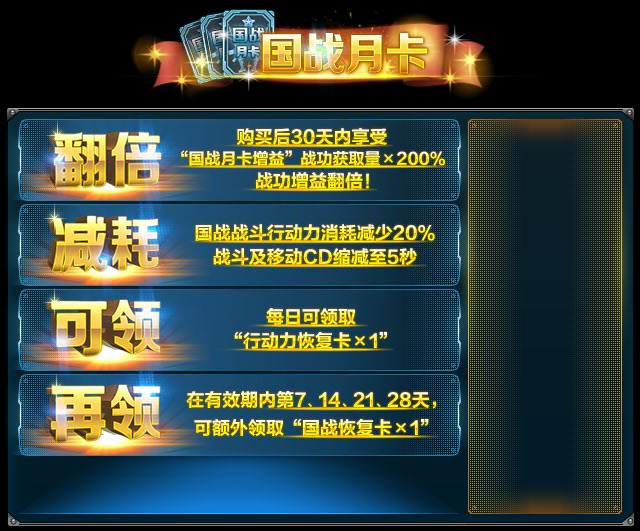 国战月卡
国战月卡
翻倍
购买后30天内享受
“国战月卡增益”战功获取量×200%
战功增益翻倍！
减耗
国战战斗行动力消耗减少20%
战斗及移动CD缩减至5秒
可领
每日可领取
“行动力恢复卡×1”
再领
在有效期内第7、14、21、28天，
可额外领取“国战恢复卡×1”